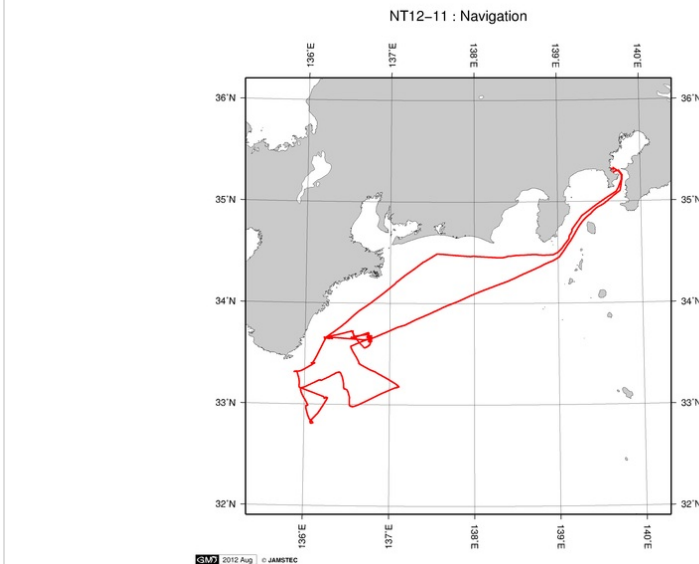 NT12-11 : Navigation
136˚E 137˚E 138˚E 139˚E 140˚E
36˚N 36˚N
35˚N 35˚N
34˚N 34˚N
33˚N 33˚N
32˚N 32˚N
136˚E 137˚E 138˚E 139˚E 140˚E
GMT 2012 Aug © JAMSTEC